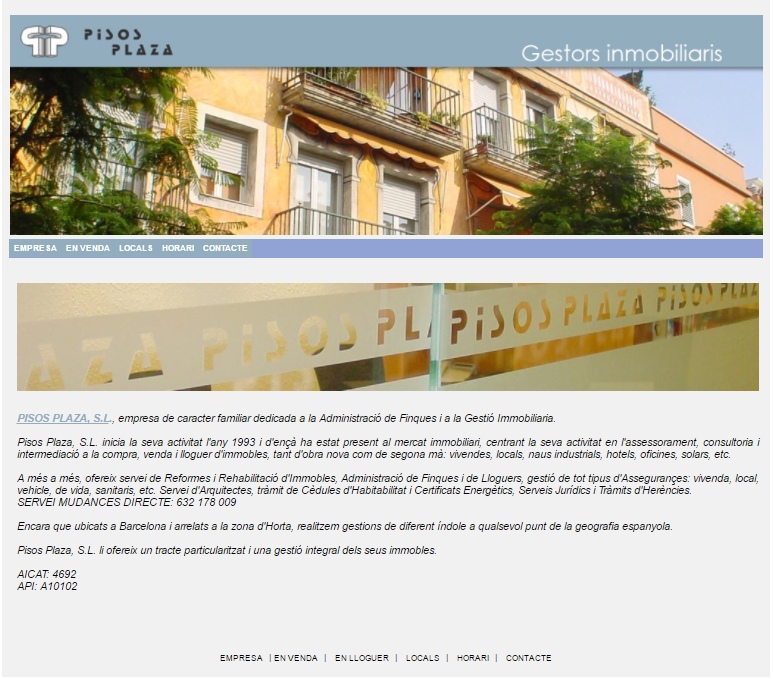 PiSOS
PLAZA
Gestors inmobiliaris
EMPRESA EN VENDA LOCALS HORARI CONTACTE
AZA PiSOS PLA PiSOS PLAZA PiSOS PLAZA
PISOS PLAZA, S.L., empresa de caracter familiar dedicada a la Administració de Finques i a la Gestió Immobiliaria.
Pisos Plaza, S.L. inicia la seva activitat l'any 1993 i d'ençà ha estat present al mercat immobiliari, centrant la seva activitat en l'assessorament, consultoria i
intermediació a la compra, venda i lloguer d'immobles, tant d'obra nova com de segona mà: vivendes, locals, naus industrials, hotels, oficines, solars, etc.
A més a més, ofereix servei de Reformes i Rehabilitació d'Immobles, Administració de Finques i de Lloguers, gestió de tot tipus d'Assegurançes: vivenda, local,
vehicle, de vida, sanitaris, etc. Servei d'Arquitectes, tràmit de Cèdules d'Habitabilitat i Certificats Energètics, Serveis Jurídics i Tràmits d'Herències.
SERVEI MUDANCES DIRECTE: 632 178 009
Encara que ubicats a Barcelona i arrelats a la zona d'Horta, realitzem gestions de diferent índole a qualsevol punt de la geografia espanyola.
Pisos Plaza, S.L. li ofereix un tracte particularitzat i una gestió integral dels seus immobles.
AICAT: 4692
API: A10102
EMPRESA | EN VENDA | EN LLOGUER | LOCALS | HORARI | CONTACTE